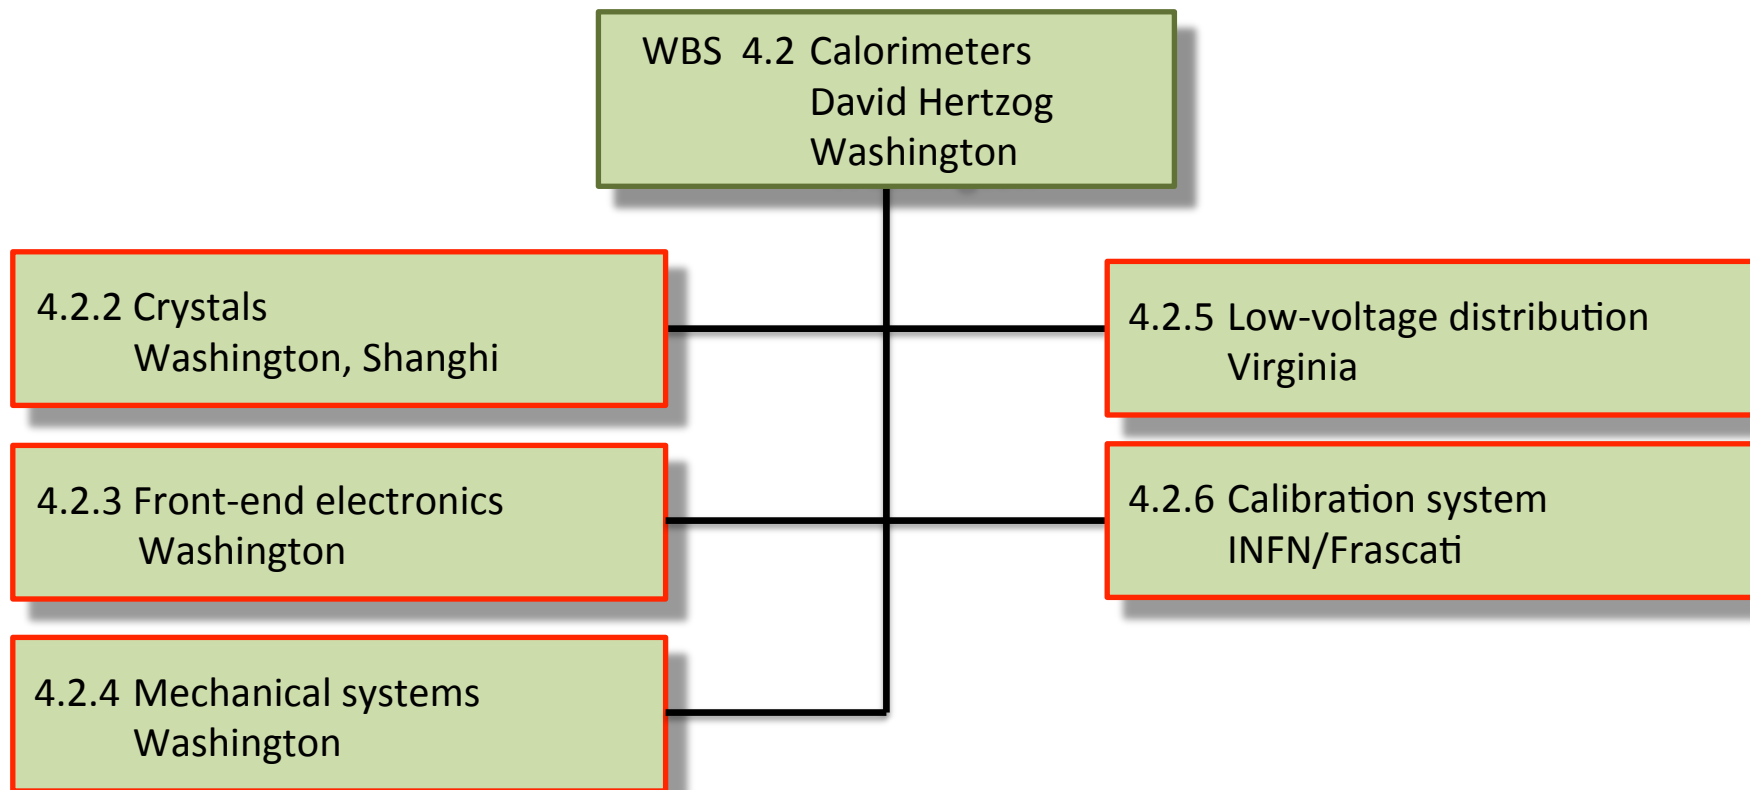 WBS 4.2 Calorimeters
David Hertzog
Washington
4.2.2 Crystals
Washington, Shanghi
4.2.3 Front-end electronics
Washington
4.2.4 Mechanical systems
Washington
4.2.5 Low-voltage distribution
Virginia
4.2.6 Calibration system
INFN/Frascati